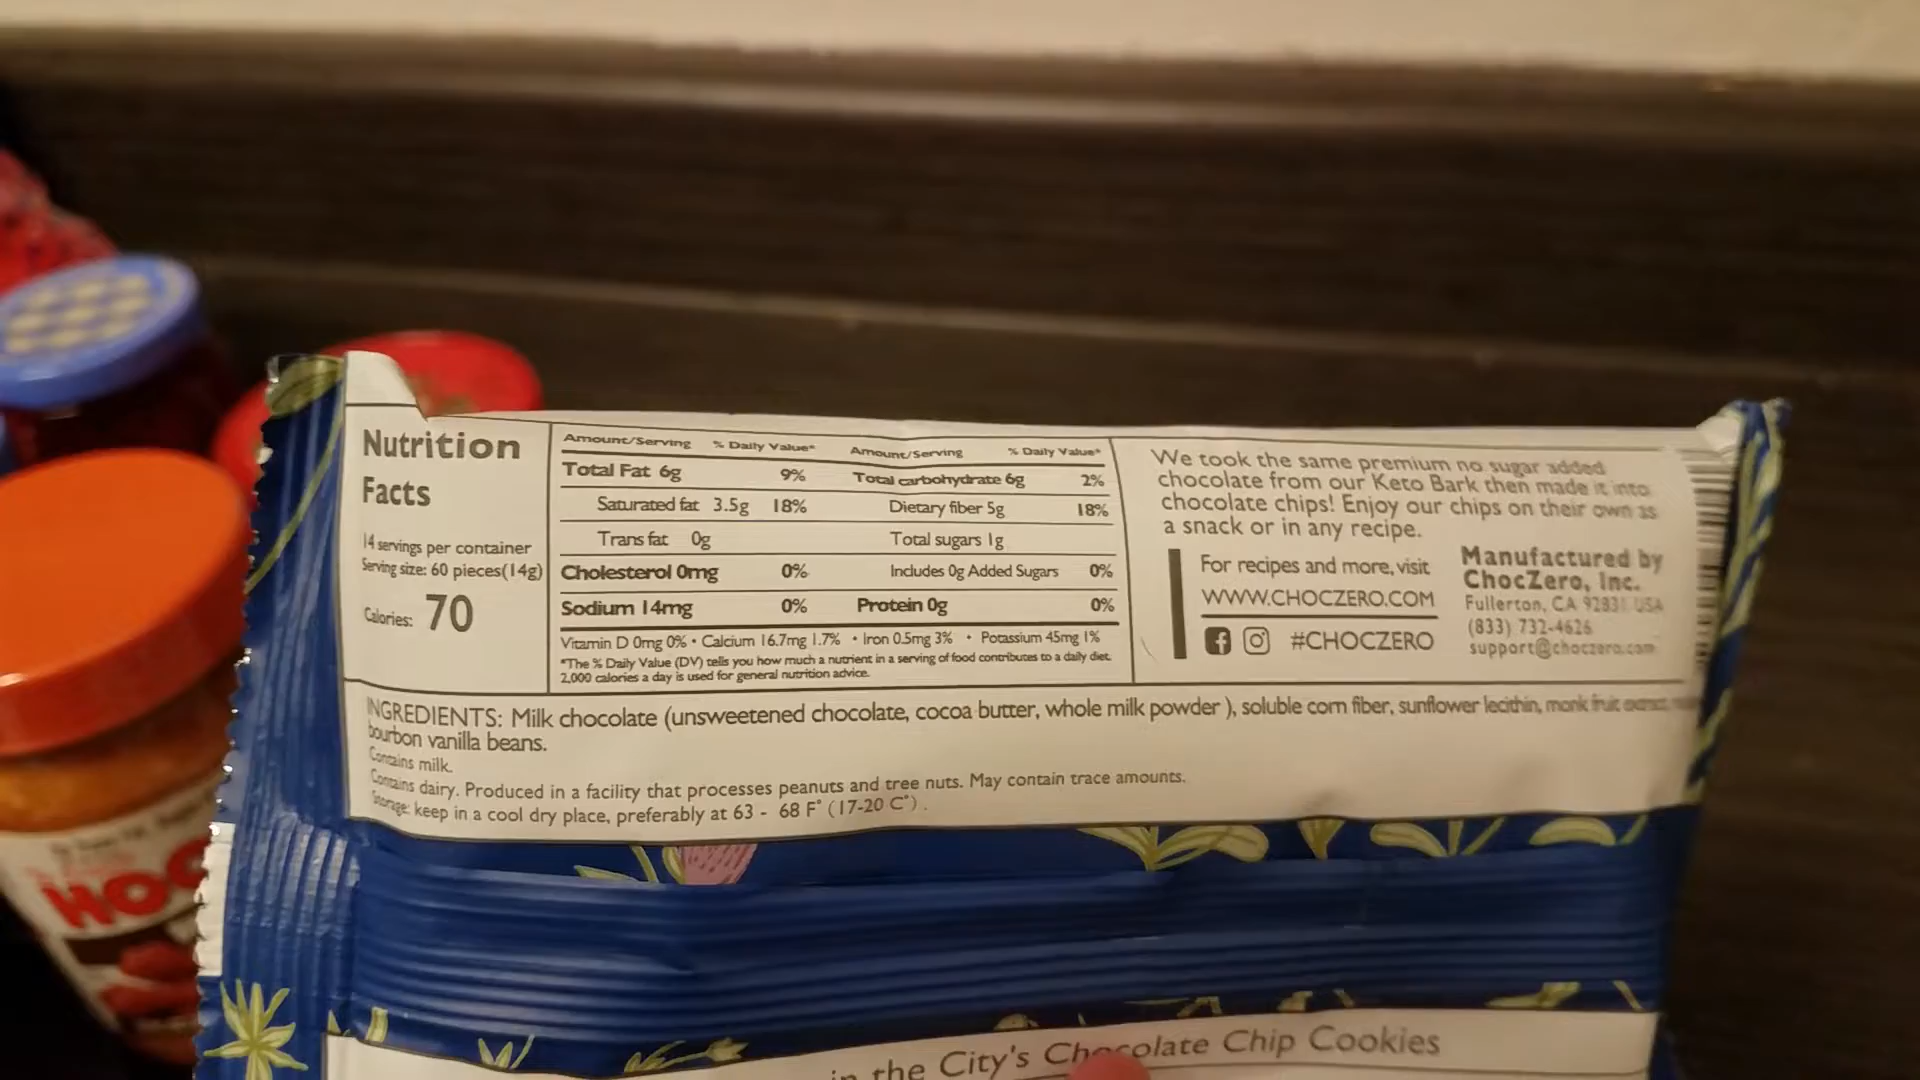 Nutrition
Facts
14 servings per container
Serving size: 60 pieces(14g)
Calories: 70
Amount/Serving % Daily Value*
Total Fat 6g 9%
Saturated fat 3.5g 18%
Trans fat 0g
Cholesterol 0mg 0%
Sodium 14mg 0%
Amount/Serving % Daily Value*
Total carbohydrate 6g 2%
Dietary fiber 5g 18%
Total sugars 1g
Includes 0g Added Sugars 0%
Protein 0g 0%
Vitamin D 0mg 0% • Calcium 16.7mg 1.7% • Iron 0.5mg 3% • Potassium 45mg 1%
*The % Daily Value (DV) tells you how much a nutrient in a serving of food contributes to a daily diet.
2,000 calories a day is used for general nutrition advice.
We took the same premium no sugar added
chocolate from our Keto Bark then made it into
chocolate chips! Enjoy our chips on their own as
a snack or in any recipe.
For recipes and more, visit
WWW.CHOCZERO.COM
#CHOCZERO
Manufactured by
ChocZero, Inc.
Fullerton, CA 92831 USA
(833) 732-4626
support@choczero.com
INGREDIENTS: Milk chocolate (unsweetened chocolate, cocoa butter, whole milk powder ), soluble corn fiber, sunflower lecithin, monk fruit extract,
bourbon vanilla beans.
Contains milk.
Contains dairy. Produced in a facility that processes peanuts and tree nuts. May contain trace amounts.
Storage: keep in a cool dry place, preferably at 63 - 68 F° (17-20 C°) .
in the City's Chocolate Chip Cookies